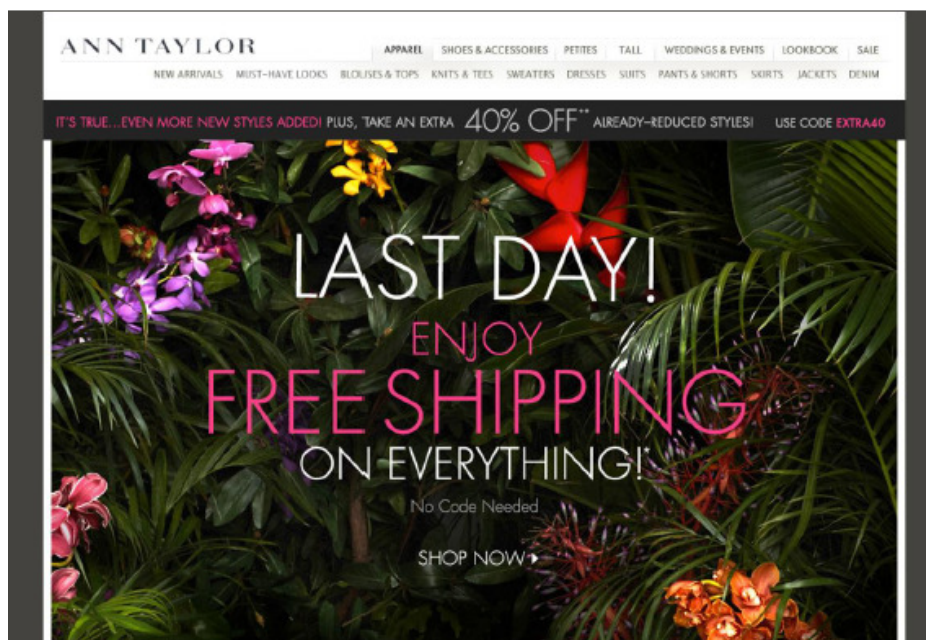 ANN TAYLOR
APPAREL SHOES & ACCESSORIES PETITES TALL WEDDINGS & EVENTS LOOKBOOK SALE
NEW ARRIVALS MUST-HAVE LOOKS BLOUSES & TOPS KNITS & TEES SWEATERS DRESSES SUITS PANTS & SHORTS SKIRTS JACKETS DENIM
IT'S TRUE...EVEN MORE NEW STYLES ADDED! PLUS, TAKE AN EXTRA 40% OFF** ALREADY-REDUCED STYLES! USE CODE EXTRA40
LAST DAY!
ENJOY
FREE SHIPPING
ON EVERYTHING!*
No Code Needed
SHOP NOW